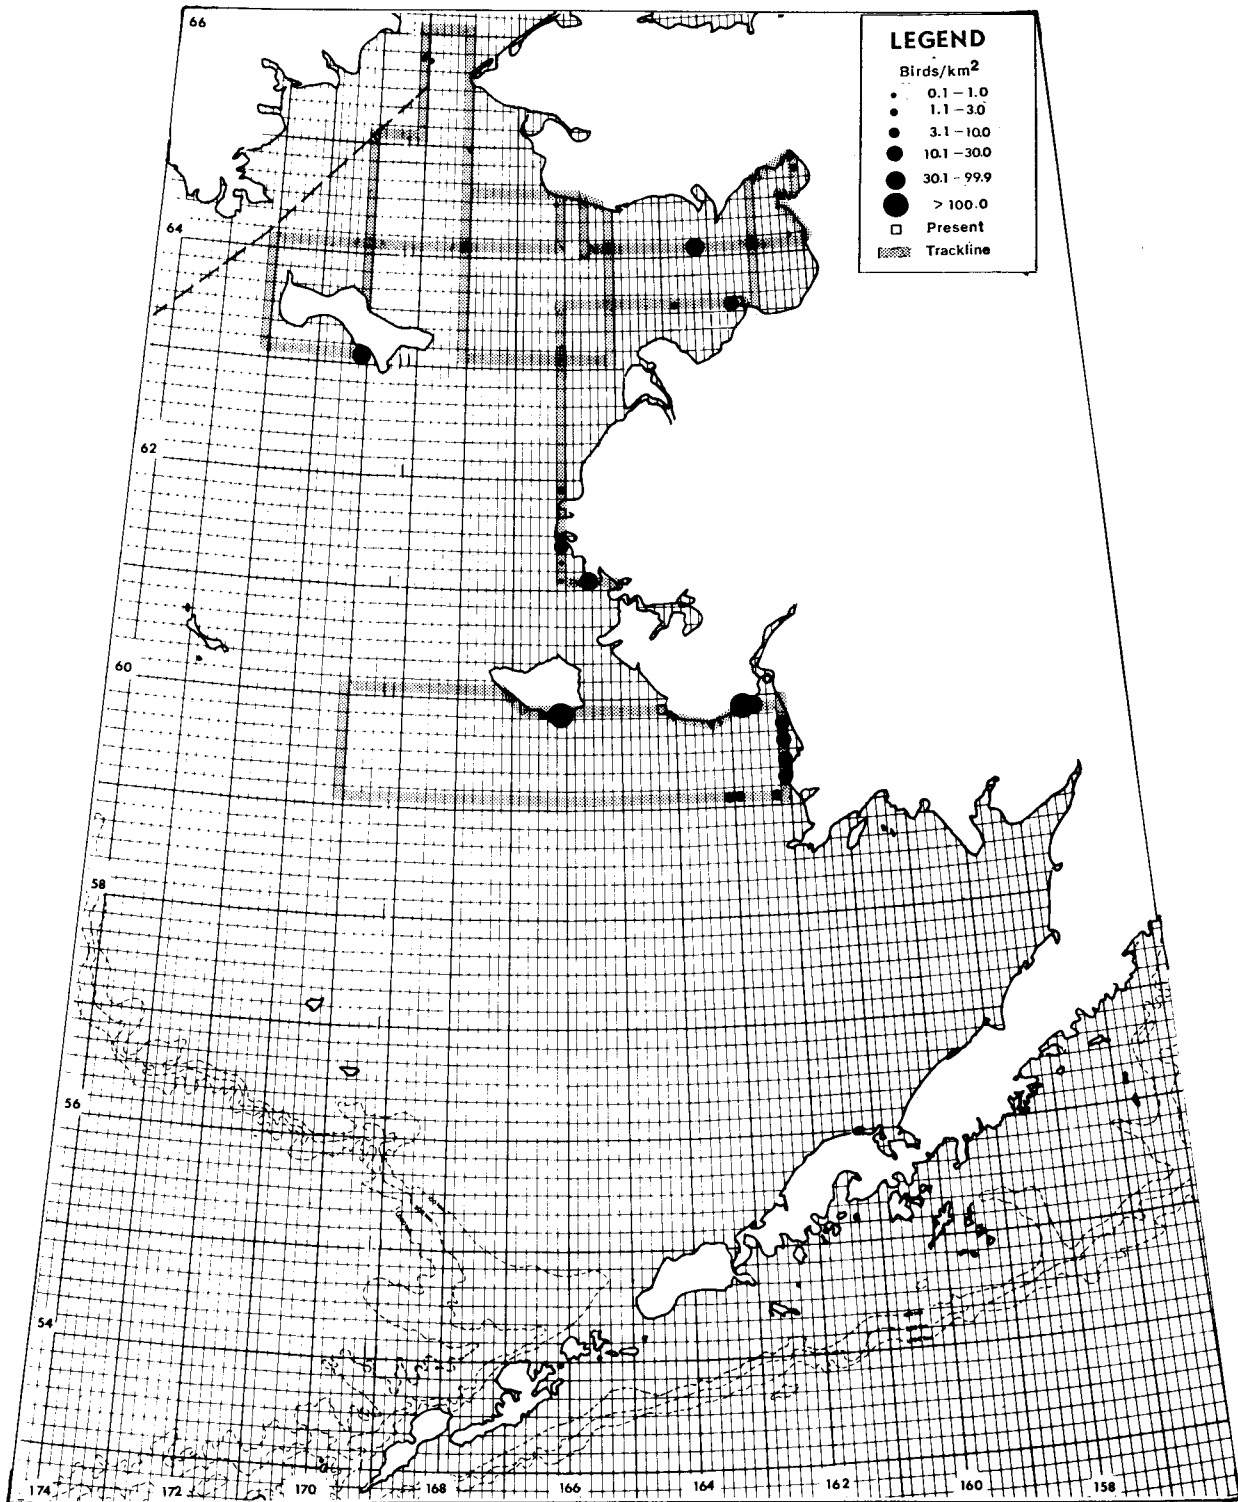 66
LEGEND
Birds/km²
0.1 – 1.0
1.1 – 3.0
3.1 – 10.0
10.1 – 30.0
30.1 – 99.9
> 100.0
Present
Trackline
64
62
60
58
56
54
174 172 170 168 166 164 162 160 158